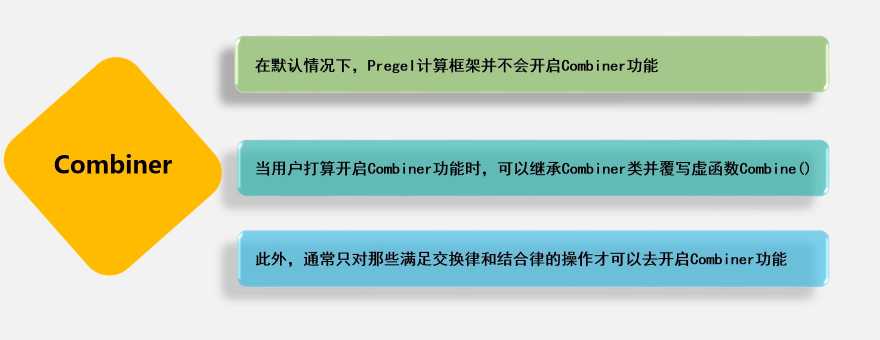 Combiner
在默认情况下，Pregel计算框架并不会开启Combiner功能
当用户打算开启Combiner功能时，可以继承Combiner类并覆写虚函数Combine()
此外，通常只对那些满足交换律和结合律的操作才可以去开启Combiner功能